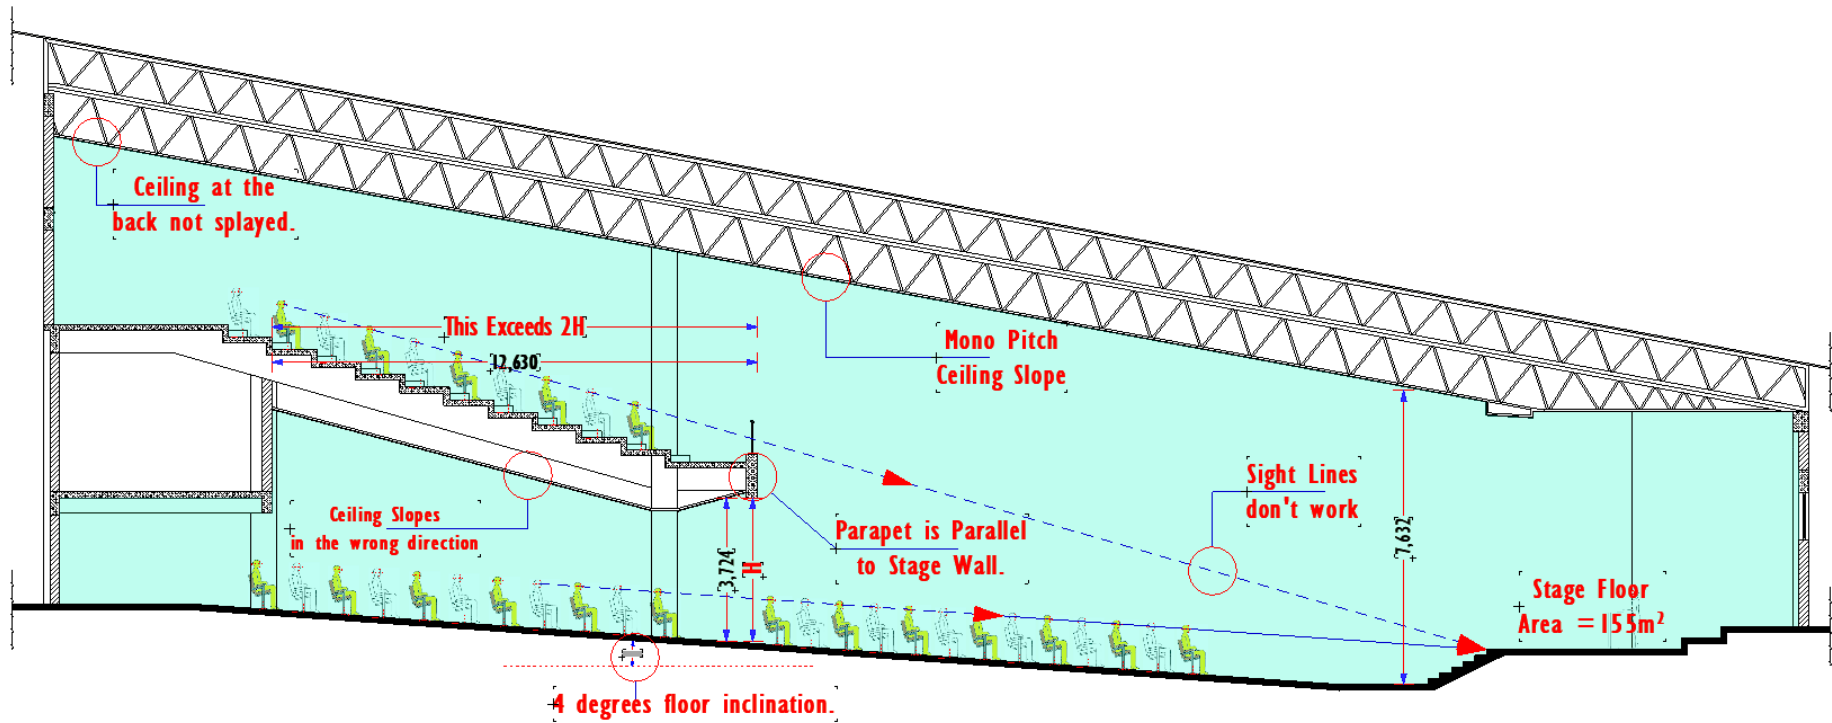 Ceiling at the
back not splayed.
This Exceeds 2H
12,630
Mono Pitch
Ceiling Slope
Sight Lines
don't work
Ceiling Slopes
in the wrong direction
Parapet is Parallel
to Stage Wall.
3,724
H
7,632
Stage Floor
Area = 155m²
4 degrees floor inclination.